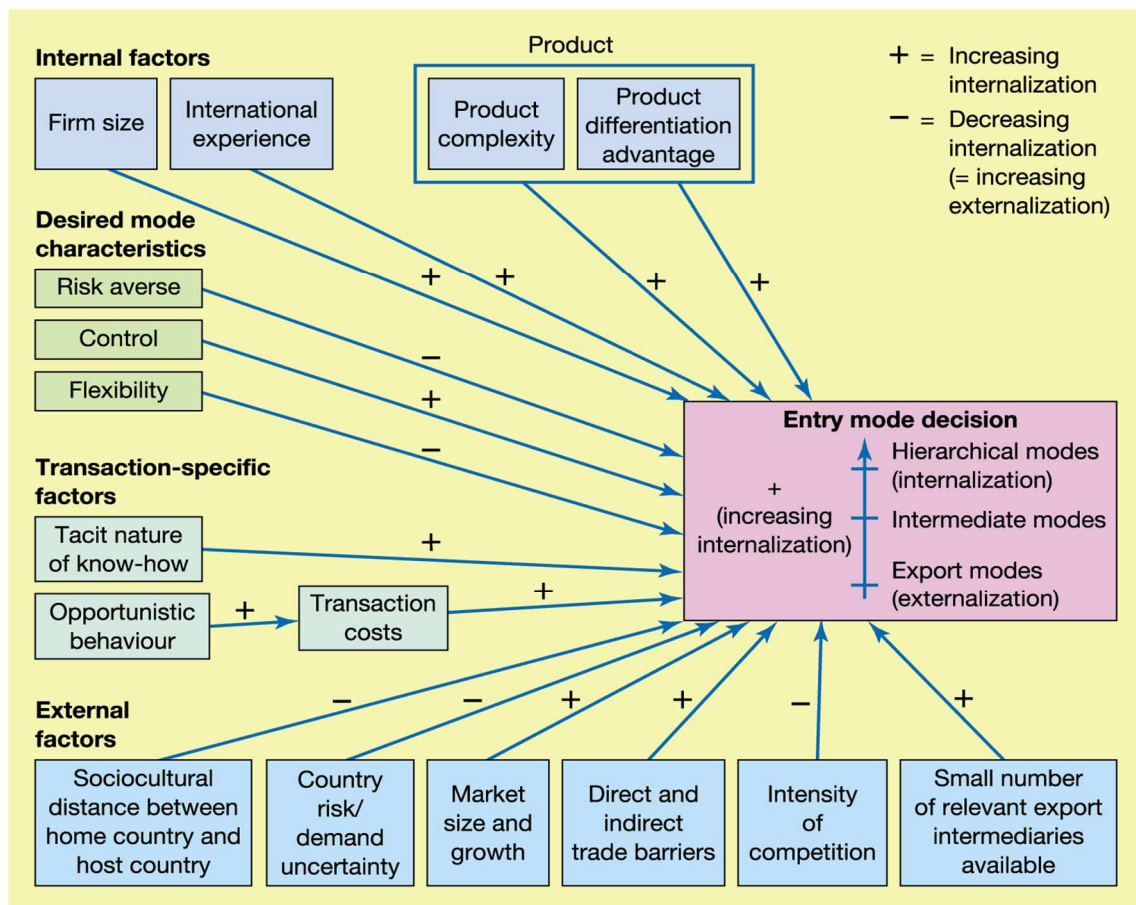 Product
Internal factors
Firm size
International
experience
Product
complexity
Product
differentiation
advantage
+ = Increasing
internalization
− = Decreasing
internalization
(= increasing
externalization)
+
+
+
+
Desired mode
characteristics
Risk averse
Control
Flexibility
−
+
−
Transaction-specific
factors
Tacit nature
of know-how
+
Opportunistic
behaviour
+
Transaction
costs
+
Entry mode decision
+
(increasing
internalization)
Hierarchical modes
(internalization)
Intermediate modes
Export modes
(externalization)
External
factors
−
−
+
+
−
+
Sociocultural
distance between
home country and
host country
Country
risk/
demand
uncertainty
Market
size and
growth
Direct and
indirect
trade barriers
Intensity
of
competition
Small number
of relevant export
intermediaries
available